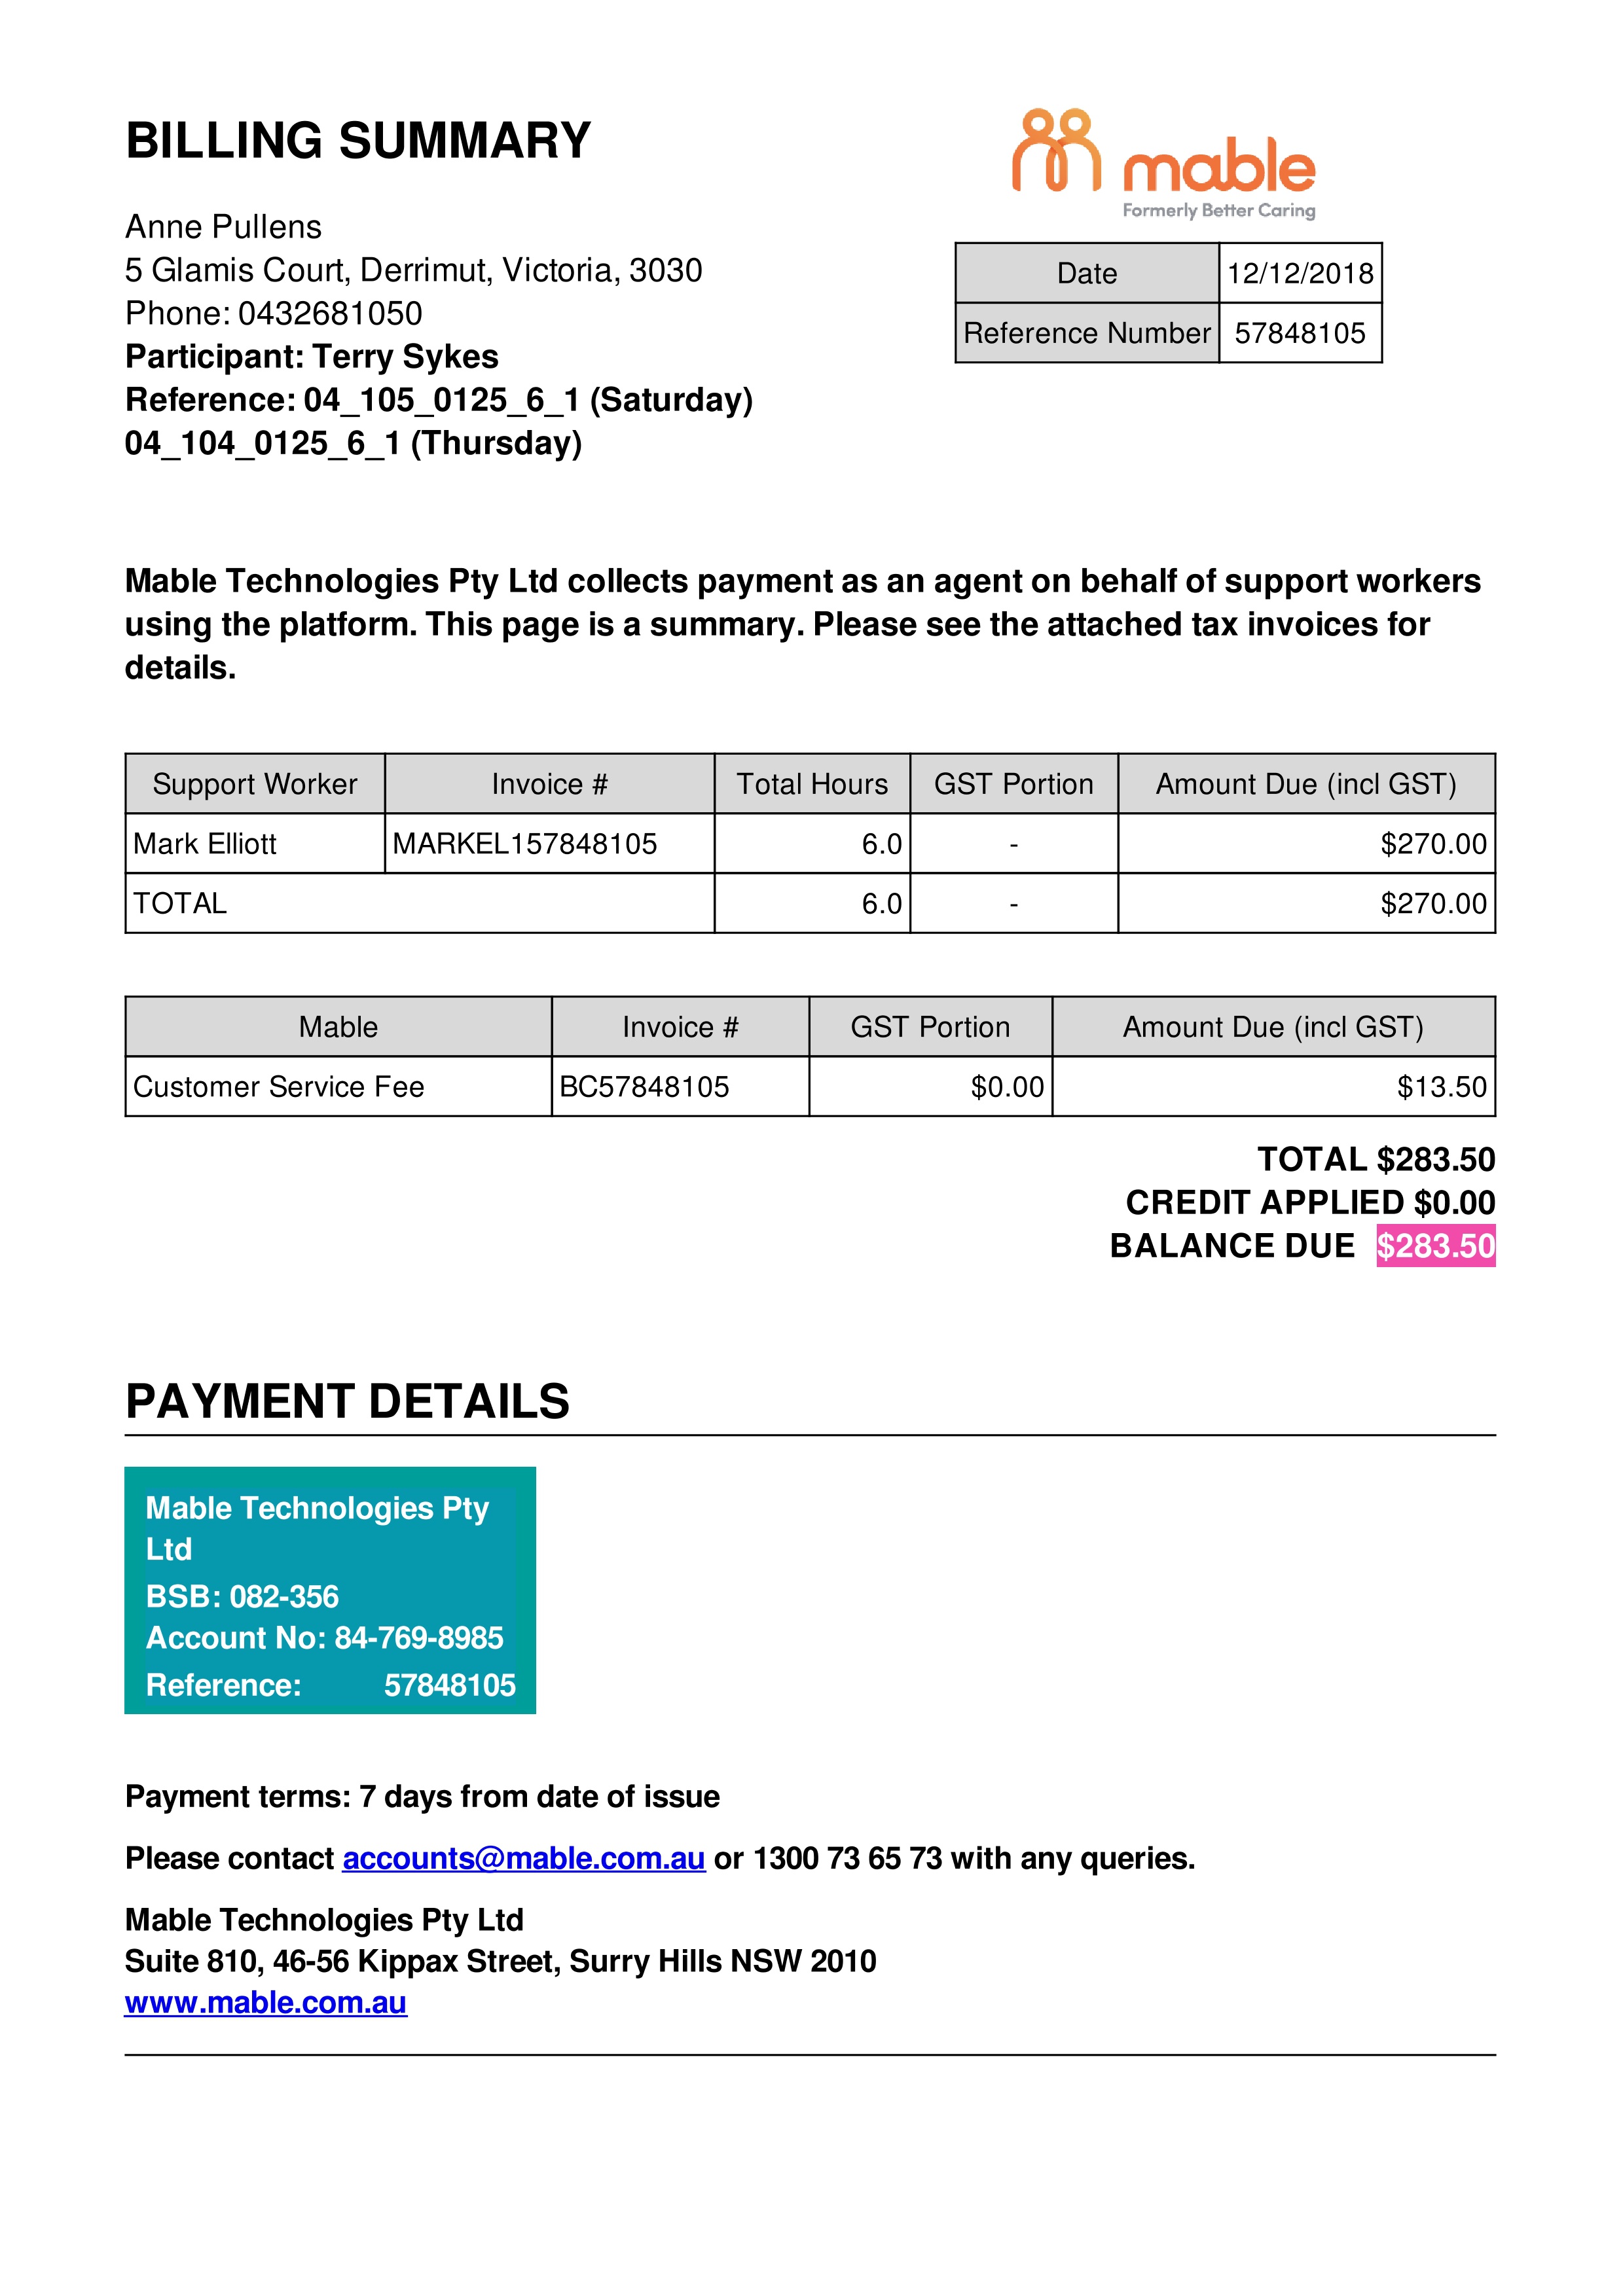 BILLING SUMMARY
mable
Formerly Better Caring
Anne Pullens
5 Glamis Court, Derrimut, Victoria, 3030
Phone: 0432681050
Participant: Terry Sykes
Reference: 04_105_0125_6_1 (Saturday)
04_104_0125_6_1 (Thursday)
Date 12/12/2018
Reference Number 57848105
Mable Technologies Pty Ltd collects payment as an agent on behalf of support workers
using the platform. This page is a summary. Please see the attached tax invoices for
details.
Support Worker Invoice # Total Hours GST Portion Amount Due (incl GST)
Mark Elliott MARKEL157848105 6.0 - $270.00
TOTAL 6.0 - $270.00
Mable Invoice # GST Portion Amount Due (incl GST)
Customer Service Fee BC57848105 $0.00 $13.50
TOTAL $283.50
CREDIT APPLIED $0.00
BALANCE DUE $283.50
PAYMENT DETAILS
Mable Technologies Pty
Ltd
BSB: 082-356
Account No: 84-769-8985
Reference: 57848105
Payment terms: 7 days from date of issue
Please contact accounts@mable.com.au or 1300 73 65 73 with any queries.
Mable Technologies Pty Ltd
Suite 810, 46-56 Kippax Street, Surry Hills NSW 2010
www.mable.com.au